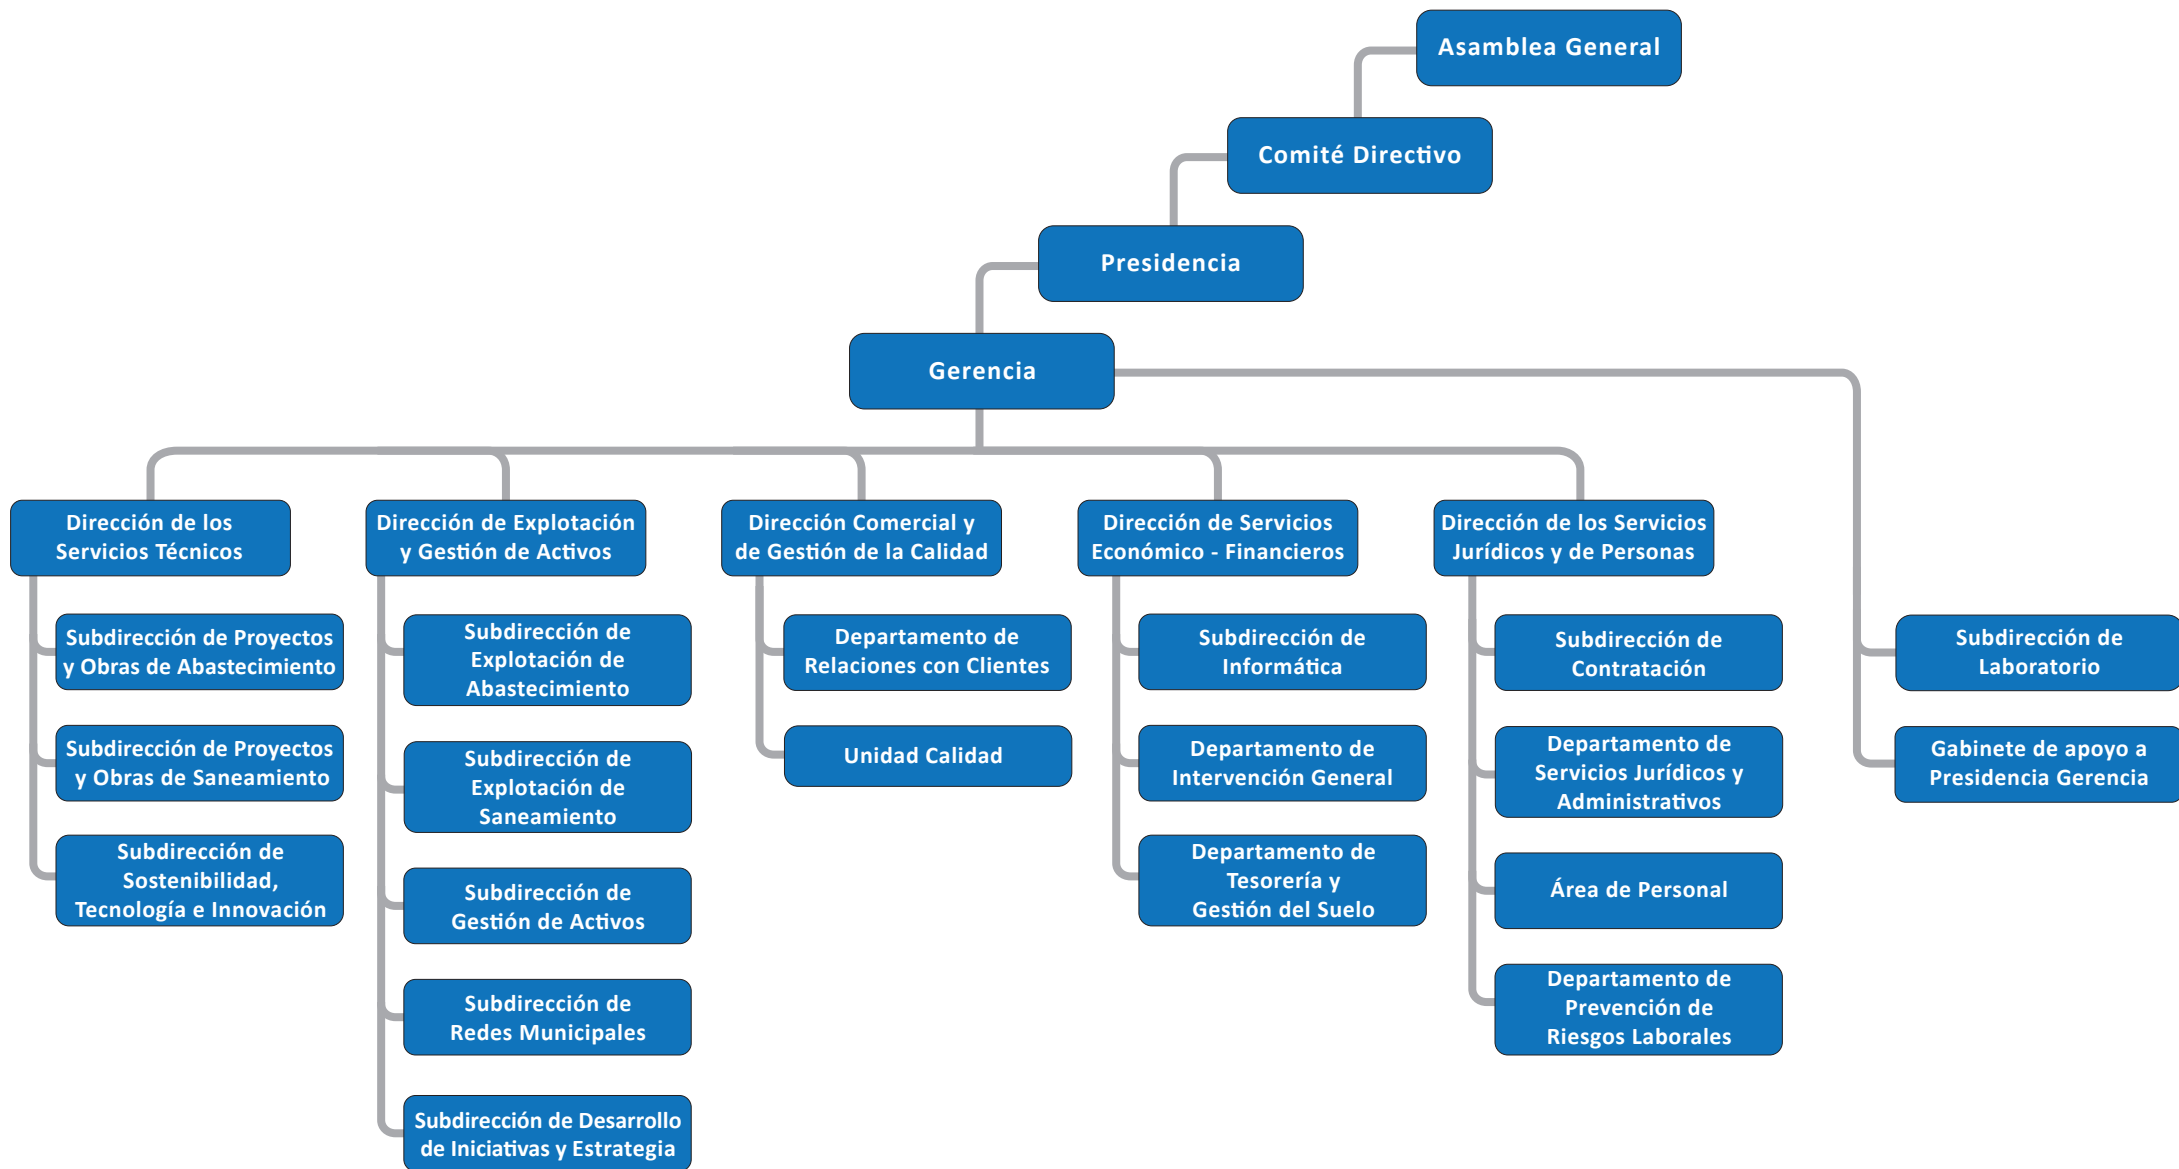 Asamblea General
Comité Directivo
Presidencia
Gerencia
Dirección de los
Servicios Técnicos
Subdirección de Proyectos
y Obras de Abastecimiento
Subdirección de Proyectos
y Obras de Saneamiento
Subdirección de
Sostenibilidad,
Tecnología e Innovación
Dirección de Explotación
y Gestión de Activos
Subdirección de
Explotación de
Abastecimiento
Subdirección de
Explotación de
Saneamiento
Subdirección de
Gestión de Activos
Subdirección de
Redes Municipales
Subdirección de Desarrollo
de Iniciativas y Estrategia
Dirección Comercial y
de Gestión de la Calidad
Departamento de
Relaciones con Clientes
Unidad Calidad
Dirección de Servicios
Económico - Financieros
Subdirección de
Informática
Departamento de
Intervención General
Departamento de
Tesorería y
Gestión del Suelo
Dirección de los Servicios
Jurídicos y de Personas
Subdirección de
Contratación
Departamento de
Servicios Jurídicos y
Administrativos
Área de Personal
Departamento de
Prevención de
Riesgos Laborales
Subdirección de
Laboratorio
Gabinete de apoyo a
Presidencia Gerencia